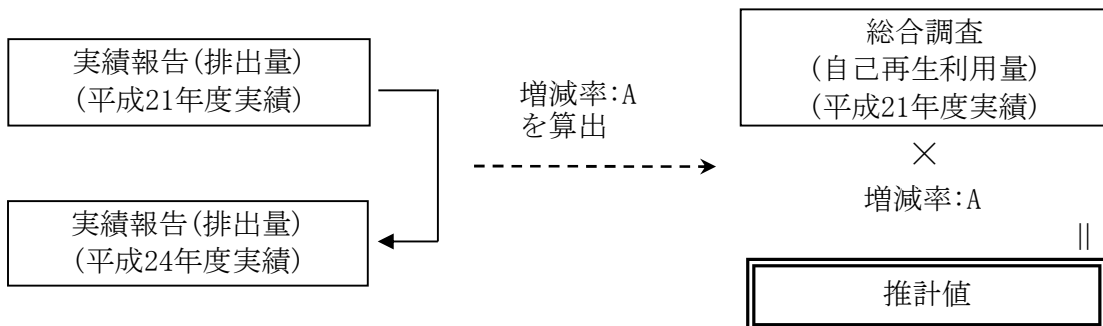 実績報告(排出量)
(平成21年度実績)
実績報告(排出量)
(平成24年度実績)
増減率:A
を算出
総合調査
(自己再生利用量)
(平成21年度実績)
×
増減率:A
||
推計値